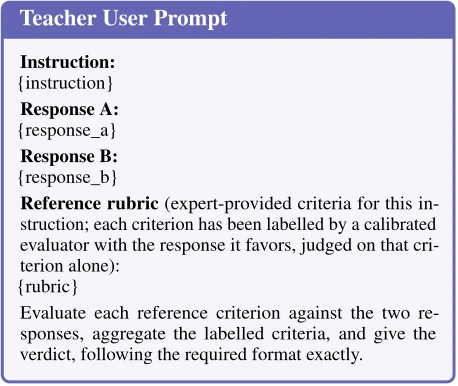 Teacher User Prompt
Instruction:
{instruction}
Response A:
{response_a}
Response B:
{response_b}
Reference rubric (expert-provided criteria for this in-
struction; each criterion has been labelled by a calibrated
evaluator with the response it favors, judged on that cri-
terion alone):
{rubric}
Evaluate each reference criterion against the two re-
sponses, aggregate the labelled criteria, and give the
verdict, following the required format exactly.